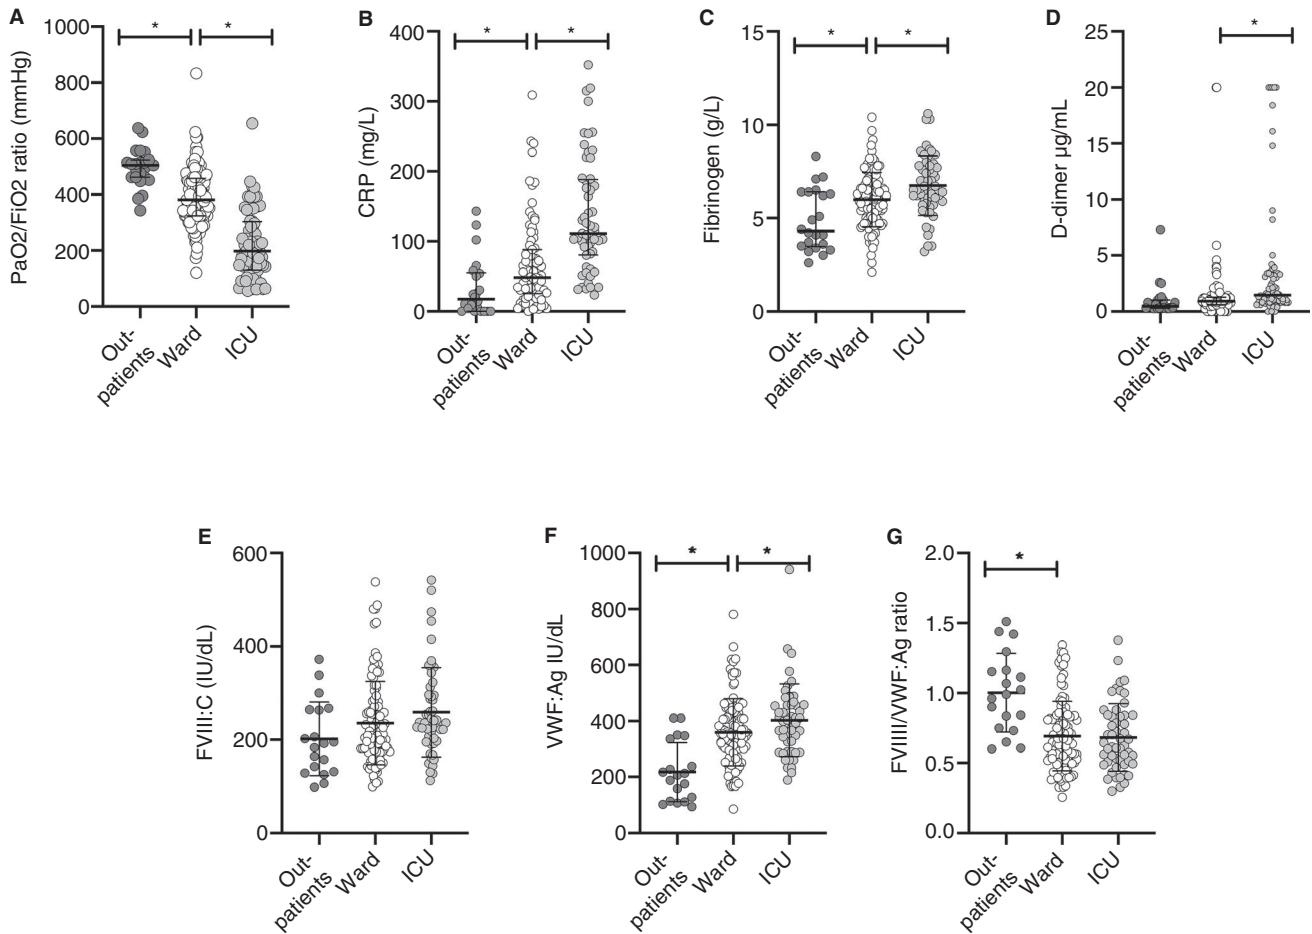 A
PaO2/FiO2 ratio (mmHg)
1000
800
600
400
200
0
*
*
Out-
patients
Ward
ICU
B
CRP (mg/L)
400
300
200
100
0
*
*
Out-
patients
Ward
ICU
C
Fibrinogen (g/L)
15
10
5
0
*
*
Out-
patients
Ward
ICU
D
D-dimer µg/mL
25
20
15
10
5
0
*
Out-
patients
Ward
ICU
E
FVIII:C (IU/dL)
600
400
200
0
Out-
patients
Ward
ICU
F
VWF:Ag IU/dL
1000
800
600
400
200
0
*
*
Out-
patients
Ward
ICU
G
FVIII/VWF:Ag ratio
2.0
1.5
1.0
0.5
0.0
*
Out-
patients
Ward
ICU